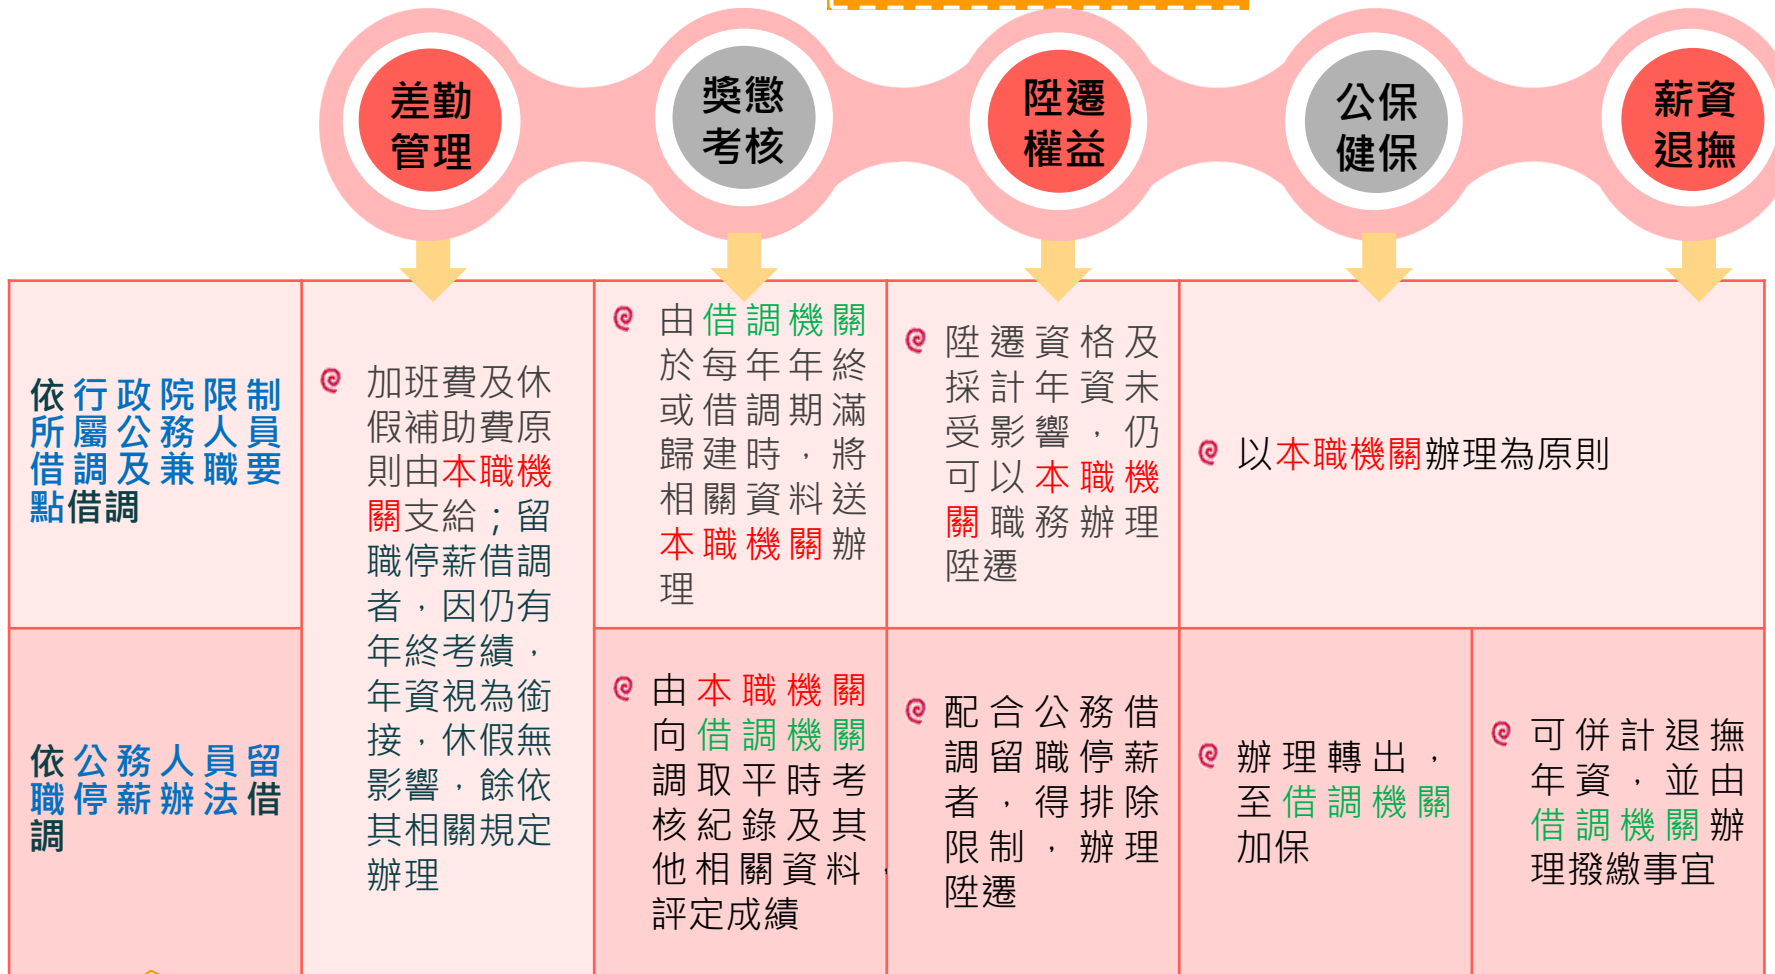 差勤
管理
獎懲
考核
陞遷
權益
公保
健保
薪資
退撫
依行政院限制
所屬公務人員
借調及兼職要
點借調
加班費及休
假補助費原
則由本職機
關支給；留
職停薪借調
者，因仍有
年終考績，
年資視為銜
接，休假無
影響，餘依
其相關規定
辦理
由借調機關
於每年年終
或借調期滿
歸建時，將
相關資料送
本職機關辦
理
陞遷資格及
採計年資未
受影響，仍
可以本職機
關職務辦理
陞遷
以本職機關辦理為原則
依公務人員留
職停薪辦法借
調
由本職機關
向借調機關
調取平時考
核紀錄及其
他相關資料，
評定成績
配合公務借
調留職停薪
者，得排除
限制，辦理
陞遷
辦理轉出，
至借調機關
加保
可併計退撫
年資，並由
借調機關辦
理撥繳事宜